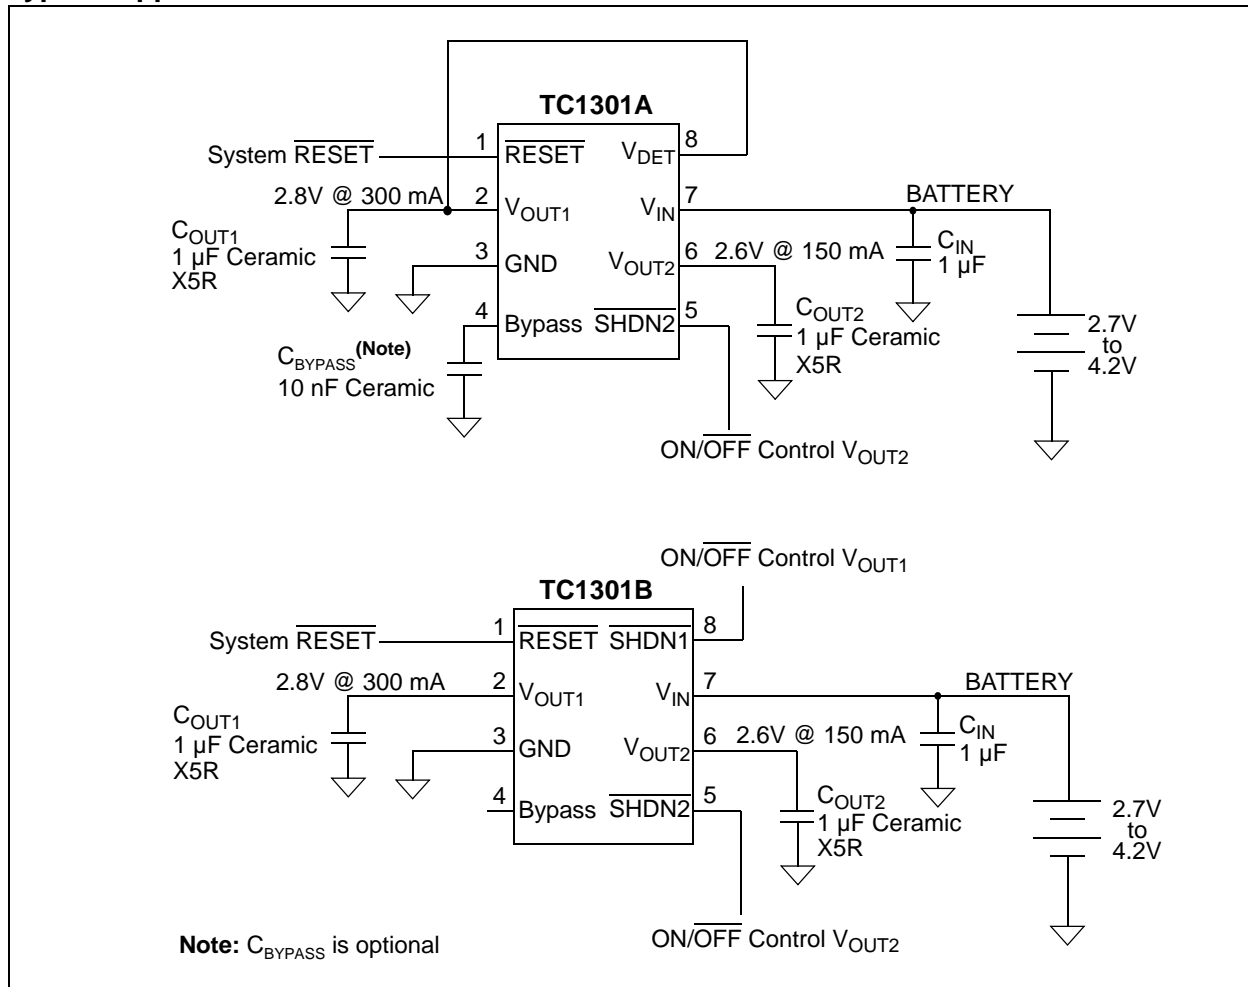 TC1301A
System RESET
1
RESET
VDET
8
2.8V @ 300 mA
2
VOUT1
VIN
7
BATTERY
COUT1
1 µF Ceramic
X5R
3
GND
VOUT2
6
2.6V @ 150 mA
CIN
1 µF
4
Bypass
SHDN2
5
COUT2
1 µF Ceramic
X5R
2.7V
to
4.2V
CBYPASS(Note)
10 nF Ceramic
ON/OFF Control VOUT2
ON/OFF Control VOUT1
TC1301B
System RESET
1
RESET
SHDN1
8
2.8V @ 300 mA
2
VOUT1
VIN
7
BATTERY
COUT1
1 µF Ceramic
X5R
3
GND
VOUT2
6
2.6V @ 150 mA
CIN
1 µF
4
Bypass
SHDN2
5
COUT2
1 µF Ceramic
X5R
2.7V
to
4.2V
ON/OFF Control VOUT2
Note: CBYPASS is optional